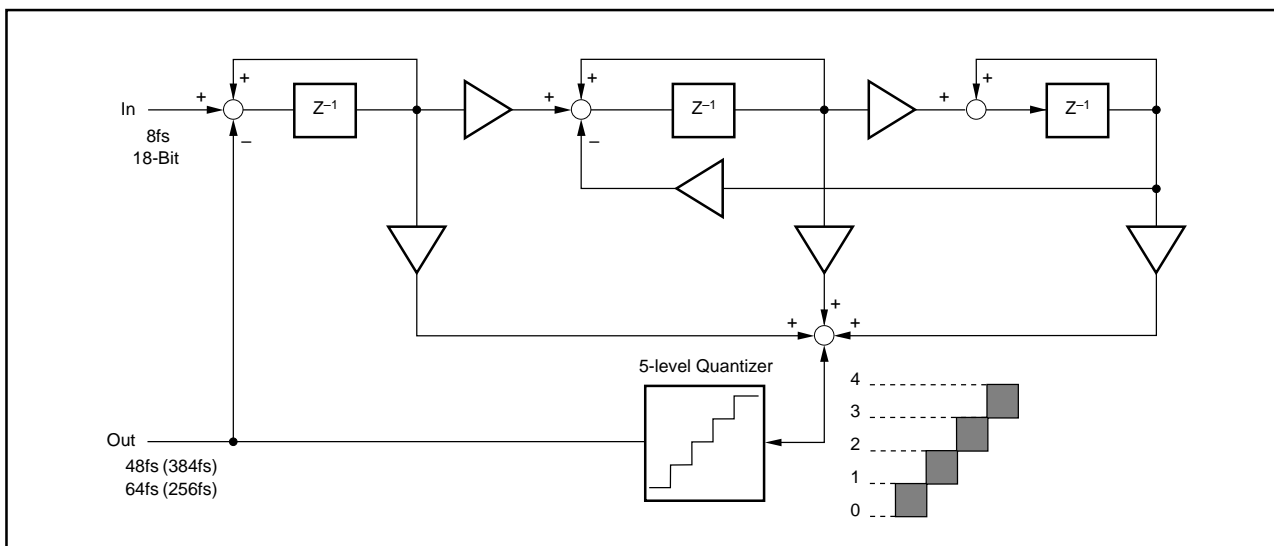 + + + 
In + Z⁻¹ + Z⁻¹ + Z⁻¹
8fs
18-Bit
– –
+
+ +
5-level Quantizer
4
3
2
1
0
Out
48fs (384fs)
64fs (256fs)